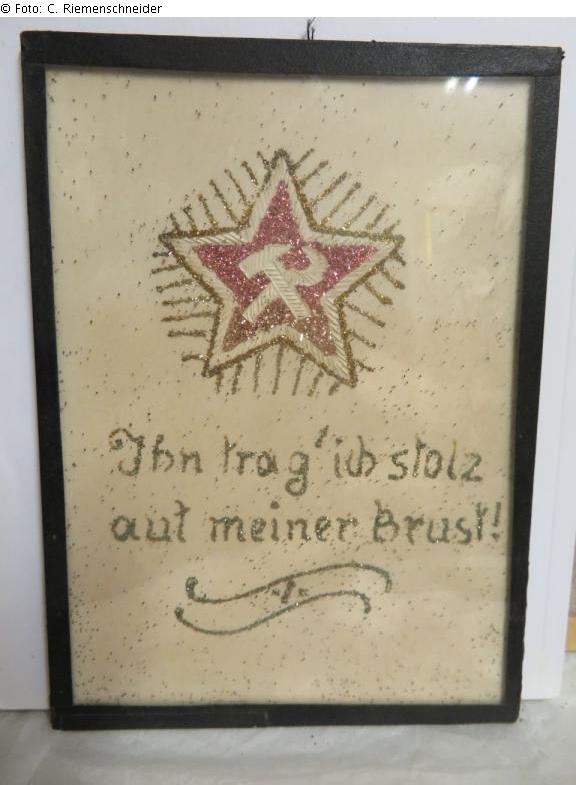 © Foto: C. Riemenschneider
Ihn trag' ich stolz
auf meiner Brust!